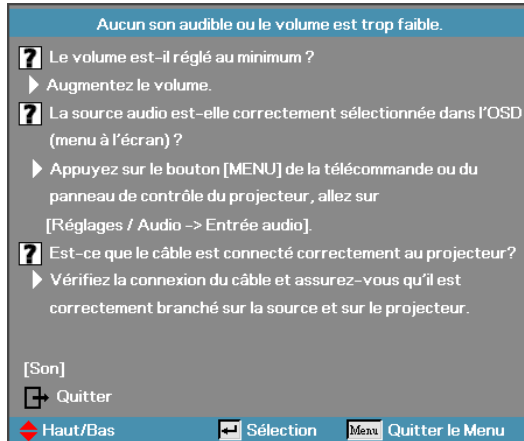 Aucun son audible ou le volume est trop faible.
? Le volume est-il réglé au minimum ?
Augmentez le volume.
? La source audio est-elle correctement sélectionnée dans l'OSD
(menu à l'écran) ?
Appuyez sur le bouton [MENU] de la télécommande ou du
panneau de contrôle du projecteur, allez sur
[Réglages / Audio -> Entrée audio].
? Est-ce que le câble est connecté correctement au projecteur?
Vérifiez la connexion du câble et assurez-vous qu'il est
correctement branché sur la source et sur le projecteur.
[Son]
Quitter
Haut/Bas Sélection Menu Quitter le Menu